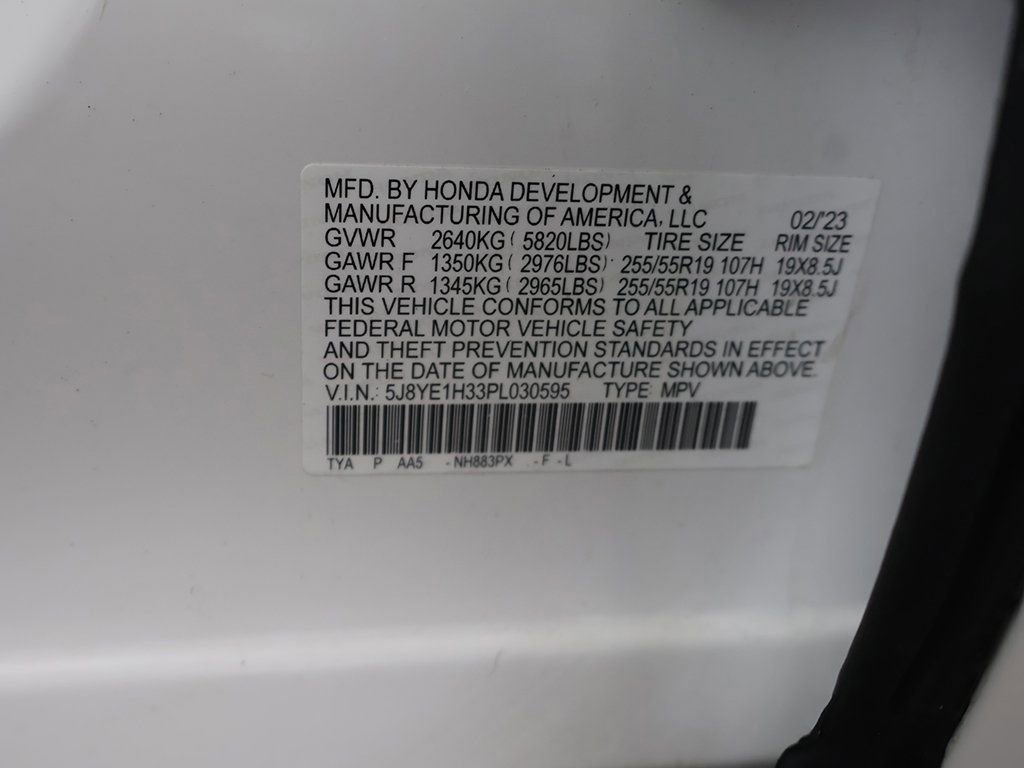 MFD. BY HONDA DEVELOPMENT &
MANUFACTURING OF AMERICA, LLC 02/'23
GVWR 2640KG ( 5820LBS) TIRE SIZE RIM SIZE
GAWR F 1350KG ( 2976LBS) 255/55R19 107H 19X8.5J
GAWR R 1345KG ( 2965LBS) 255/55R19 107H 19X8.5J
THIS VEHICLE CONFORMS TO ALL APPLICABLE
FEDERAL MOTOR VEHICLE SAFETY
AND THEFT PREVENTION STANDARDS IN EFFECT
ON THE DATE OF MANUFACTURE SHOWN ABOVE.
V.I.N.: 5J8YE1H33PL030595 TYPE: MPV
TYA P AA5 -NH883PX -F -L